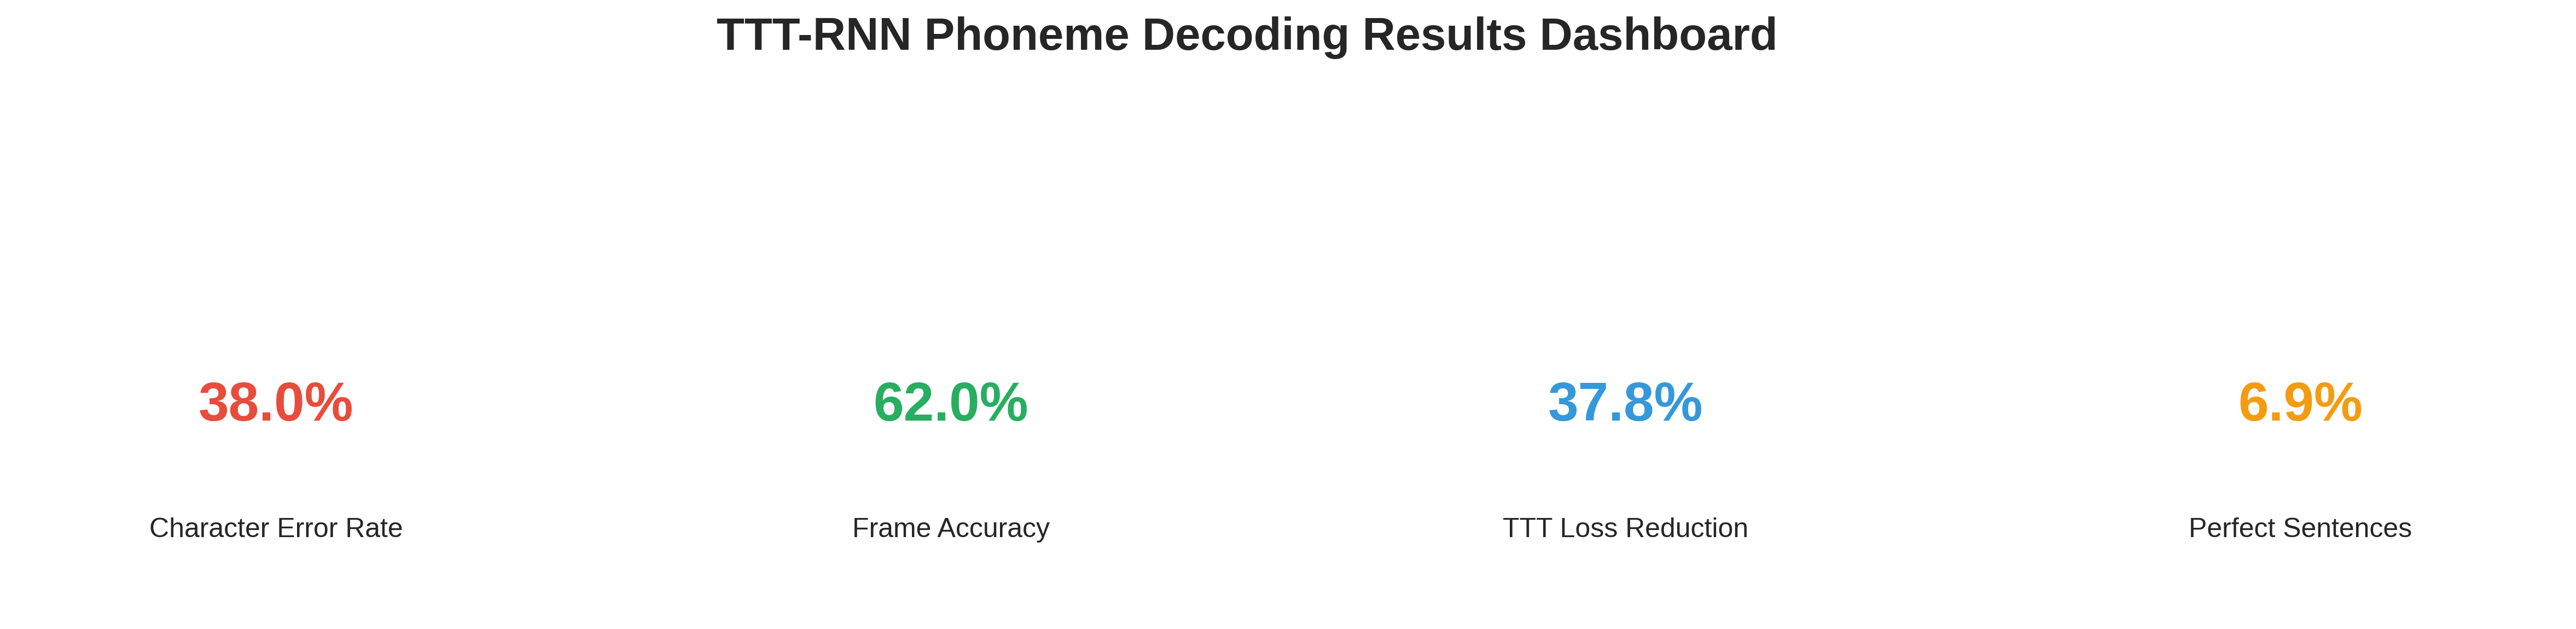 TTT-RNN Phoneme Decoding Results Dashboard
38.0% 62.0% 37.8% 6.9%
Character Error Rate Frame Accuracy TTT Loss Reduction Perfect Sentences